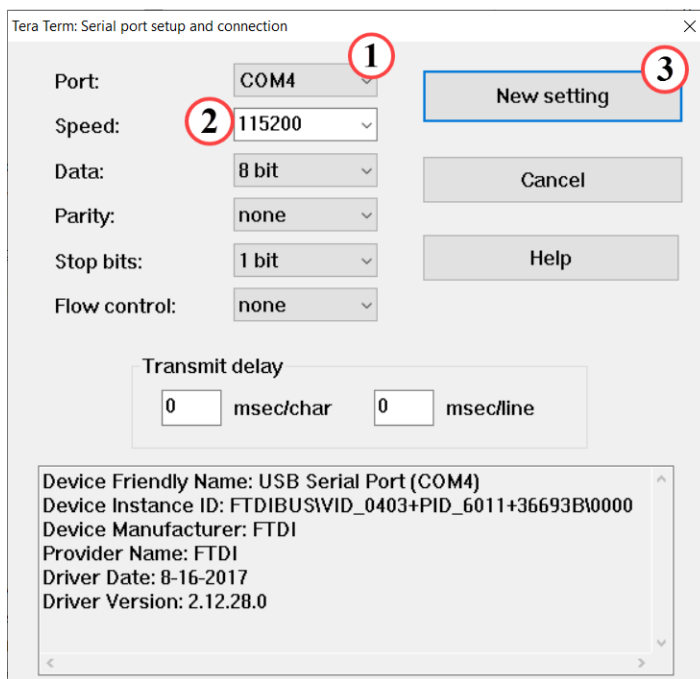 Tera Term: Serial port setup and connection
1
Port: COM4
3
New setting
Speed: 2 115200
Data: 8 bit
Cancel
Parity: none
Stop bits: 1 bit
Help
Flow control: none
Transmit delay
0 msec/char 0 msec/line
Device Friendly Name: USB Serial Port (COM4)
Device Instance ID: FTDIBUS\VID_0403+PID_6011+36693B\0000
Device Manufacturer: FTDI
Provider Name: FTDI
Driver Date: 8-16-2017
Driver Version: 2.12.28.0